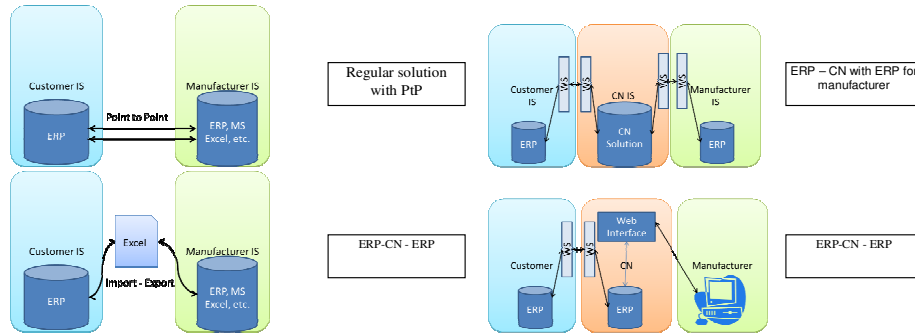 Customer IS
Manufacturer IS
Point to Point
ERP
ERP, MS
Excel, etc.
Regular solution
with PtP
Customer
IS
WS
WS
CN IS
WS
WS
Manufacturer
IS
ERP
CN
Solution
ERP
ERP – CN with ERP for
manufacturer
Customer IS
Excel
Manufacturer IS
Import - Export
ERP
ERP, MS
Excel, etc.
ERP-CN - ERP
Customer
WS
WS
Web
Interface
CN
Manufacturer
ERP
ERP
ERP-CN - ERP